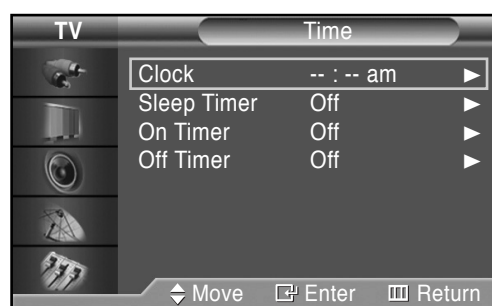 TV Time
Clock -- : -- am ►
Sleep Timer Off ►
On Timer Off ►
Off Timer Off ►
Move Enter Return